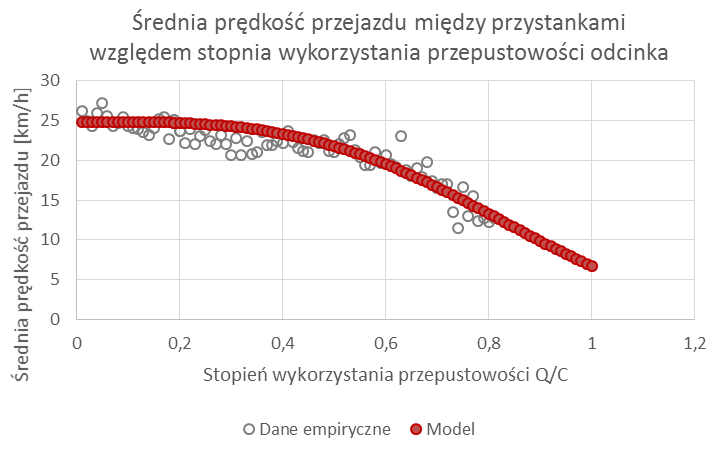 Średnia prędkość przejazdu między przystankami
względem stopnia wykorzystania przepustowości odcinka
Średnia prędkość przejazdu [km/h]
30
25
20
15
10
5
0
0 0,2 0,4 0,6 0,8 1 1,2
Stopień wykorzystania przepustowości Q/C
Dane empiryczne Model